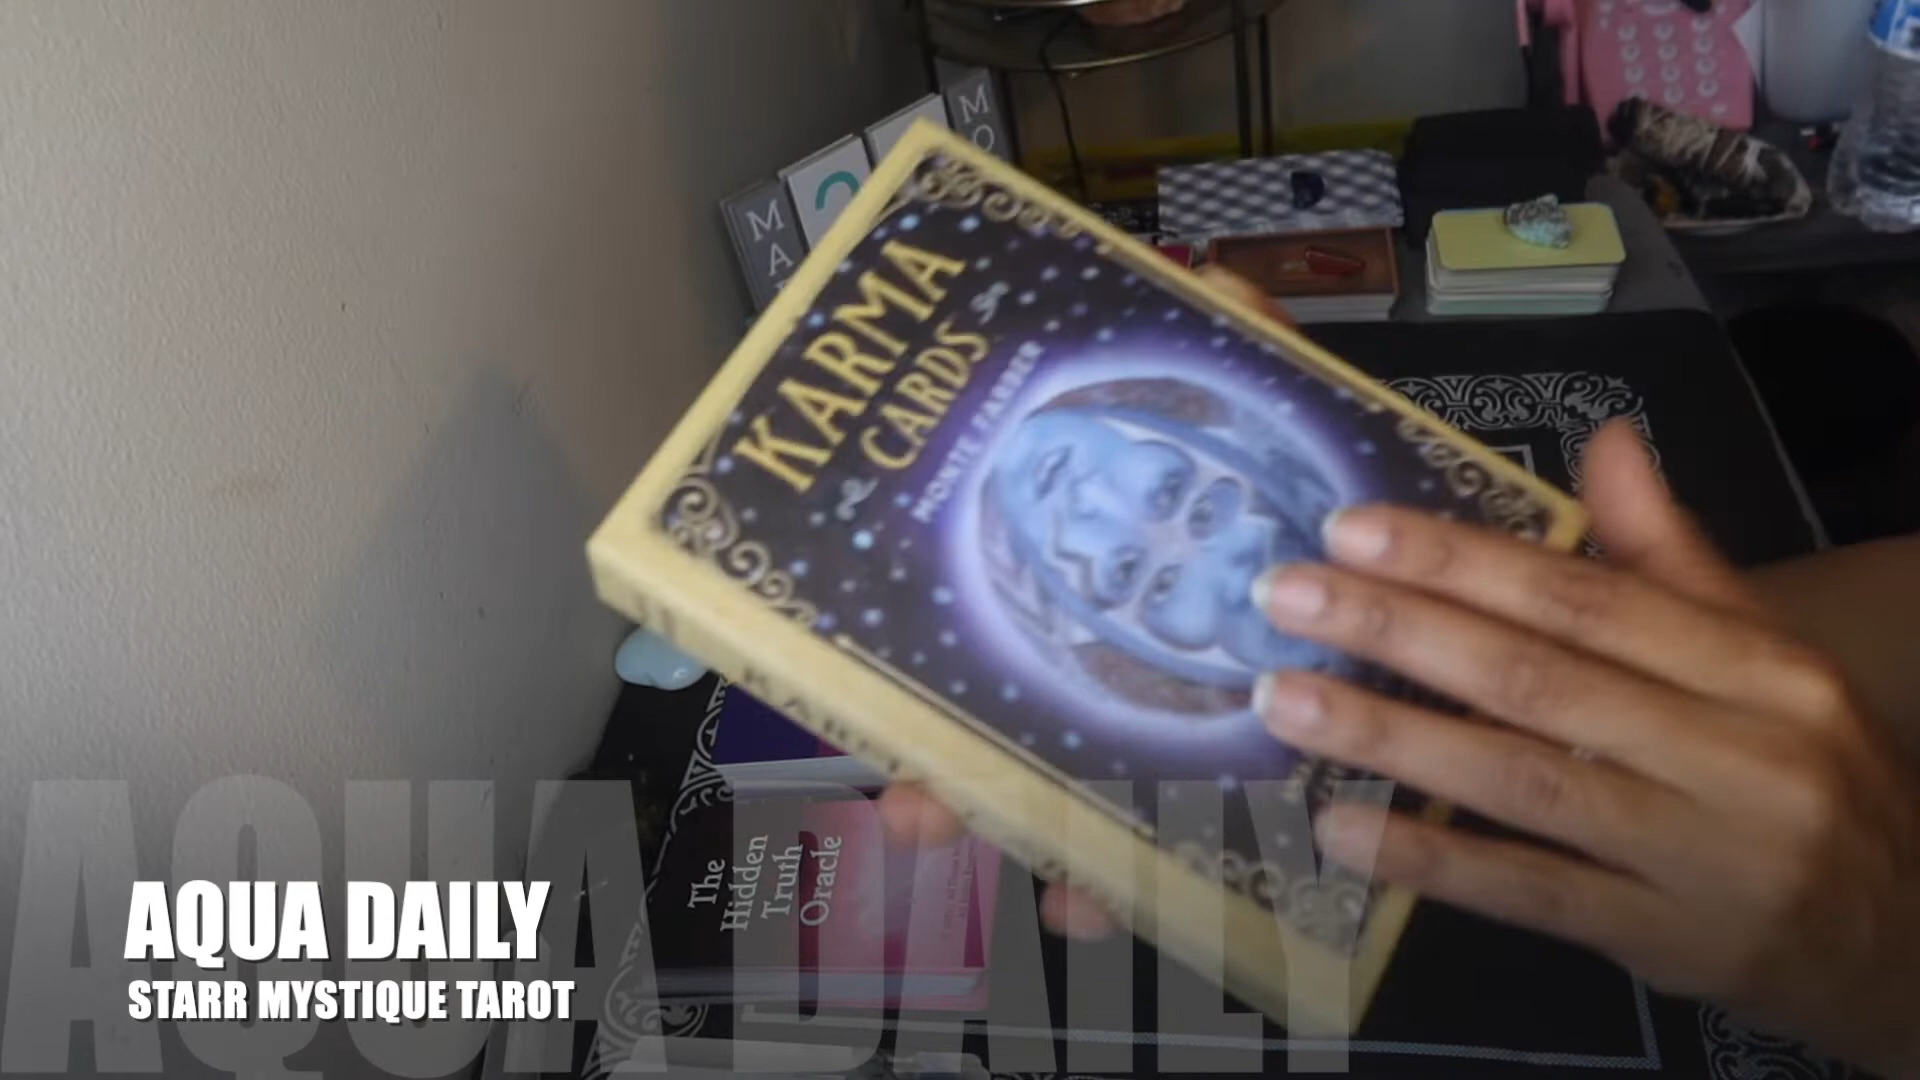 KARMA
CARDS
MONTE FARBER
The
Hidden
Truth
Oracle
AQUA DAILY
AQUA DAILY
STARR MYSTIQUE TAROT